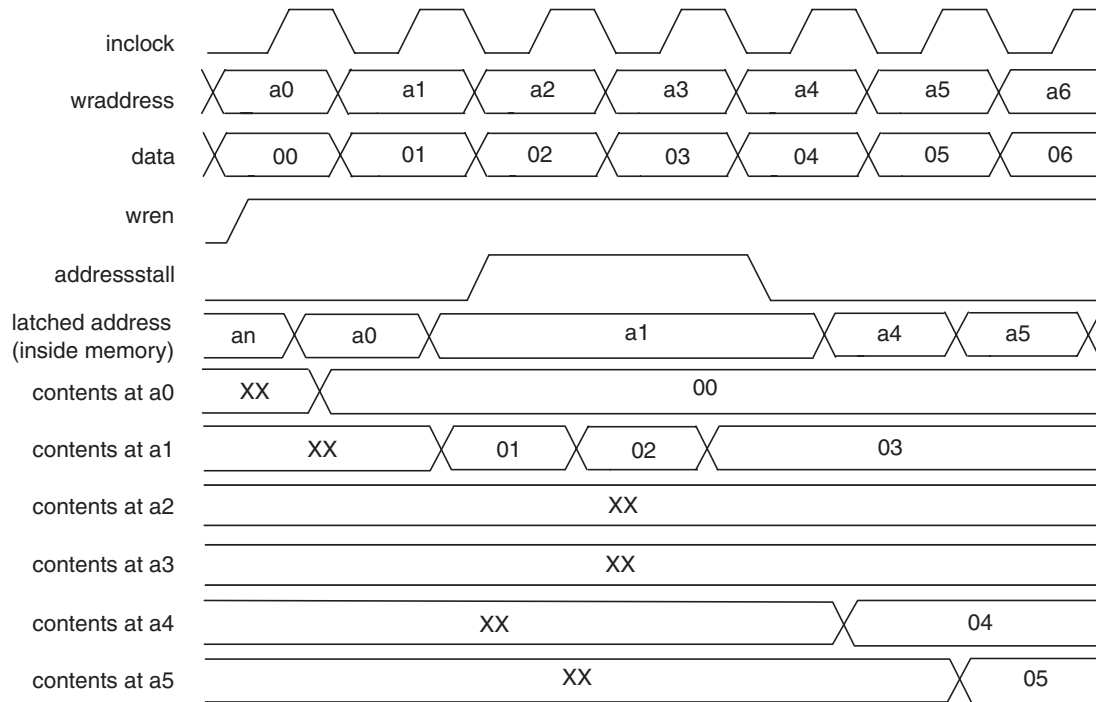 inclock
wraddress a0 a1 a2 a3 a4 a5 a6
data 00 01 02 03 04 05 06
wren
addressstall
latched address
(inside memory) an a0 a1 a4 a5
contents at a0 XX 00
contents at a1 XX 01 02 03
contents at a2 XX
contents at a3 XX
contents at a4 XX 04
contents at a5 XX 05